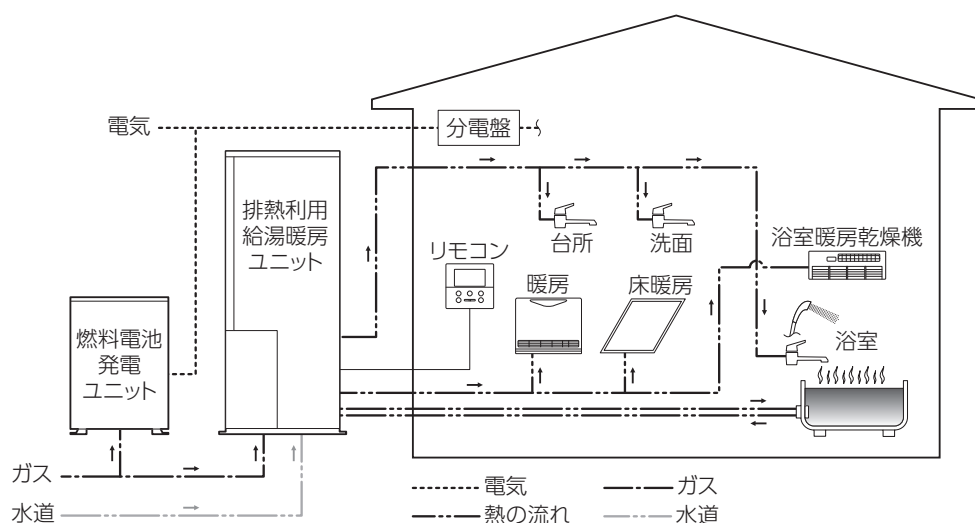 電気
分電盤
排熱利用
給湯暖房
ユニット
台所
洗面
浴室暖房乾燥機
リモコン
暖房
床暖房
浴室
燃料電池
発電
ユニット
ガス
水道
電気
ガス
熱の流れ
水道